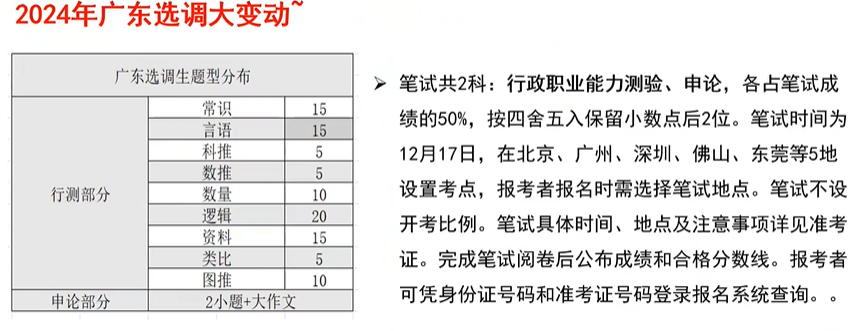 2024年广东选调大变动~
广东选调生题型分布
行测部分
常识 15
言语 15
科推 5
数推 5
数量 10
逻辑 20
资料 15
类比 5
图推 10
申论部分 2小题+大作文
➢ 笔试共2科：行政职业能力测验、申论，各占笔试成
绩的50%，按四舍五入保留小数点后2位。笔试时间为
12月17日，在北京、广州、深圳、佛山、东莞等5地
设置考点，报考者报名时需选择笔试地点。笔试不设
开考比例。笔试具体时间、地点及注意事项详见准考
证。完成笔试阅卷后公布成绩和合格分数线。报考者
可凭身份证号码和准考证号码登录报名系统查询。。